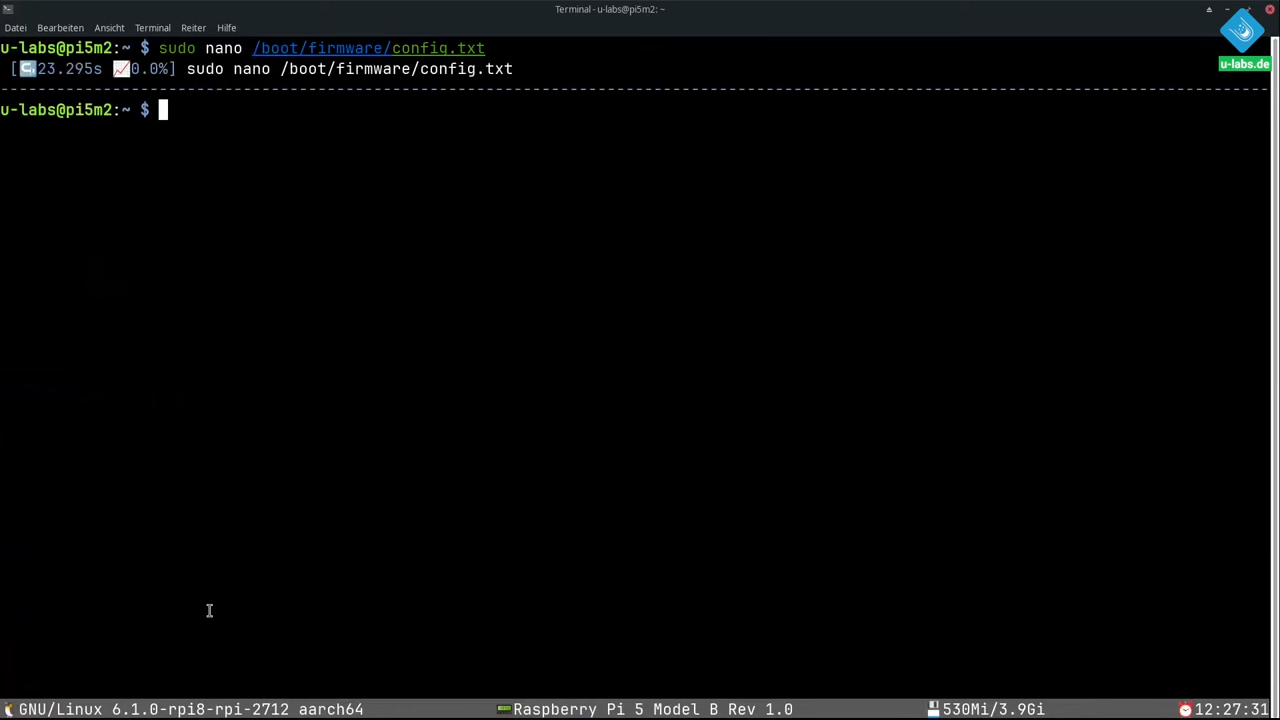 Terminal - u-labs@pi5m2: ~
Datei Bearbeiten Ansicht Terminal Reiter Hilfe
u-labs@pi5m2:~ $ sudo nano /boot/firmware/config.txt
[23.295s 0.0%] sudo nano /boot/firmware/config.txt
u-labs.de
u-labs@pi5m2:~ $
GNU/Linux 6.1.0-rpi8-rpi-2712 aarch64 Raspberry Pi 5 Model B Rev 1.0 530Mi/3.9Gi 12:27:31